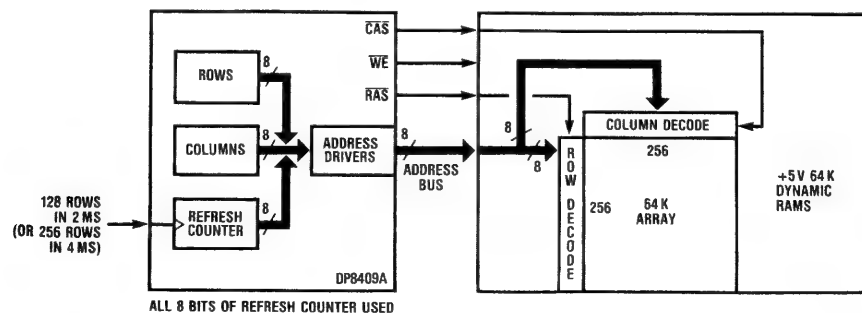 CAS
8
WE
ROWS
RAS
8
COLUMN DECODE
8
8
8
8
COLUMNS
ADDRESS
DRIVERS
ADDRESS
BUS
ROW DECODE
256
256
64K
ARRAY
+5V 64K
DYNAMIC
RAMS
128 ROWS
IN 2 MS
(OR 256 ROWS
IN 4 MS)
REFRESH
COUNTER
8
DP8409A
ALL 8 BITS OF REFRESH COUNTER USED